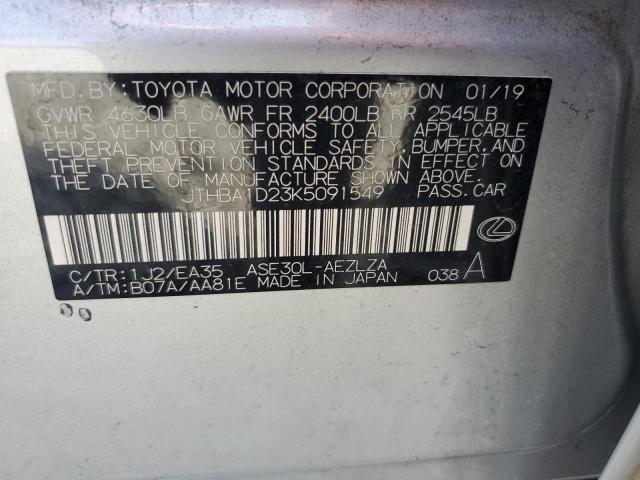 MFD. BY: TOYOTA MOTOR CORPORATION 01/19
GVWR 4630LB GAWR FR 2400LB RR 2545LB
THIS VEHICLE CONFORMS TO ALL APPLICABLE
FEDERAL MOTOR VEHICLE SAFETY, BUMPER, AND
THEFT PREVENTION STANDARDS IN EFFECT ON
THE DATE OF MANUFACTURE SHOWN ABOVE.
JTHBA1D23K5091549 PASS. CAR
C/TR: 1J2/EA35 ASE30L-AEZLZA
A/TM: B07A/AA81E MADE IN JAPAN 038 A